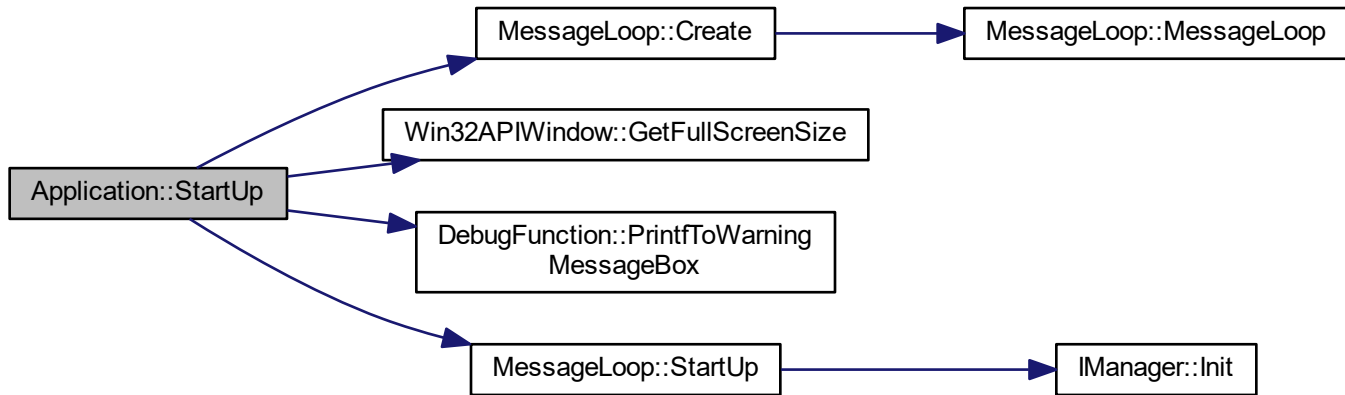 MessageLoop::Create
MessageLoop::MessageLoop
Win32APIWindow::GetFullScreenSize
Application::StartUp
DebugFunction::PrintfToWarning
MessageBox
MessageLoop::StartUp
IManager::Init